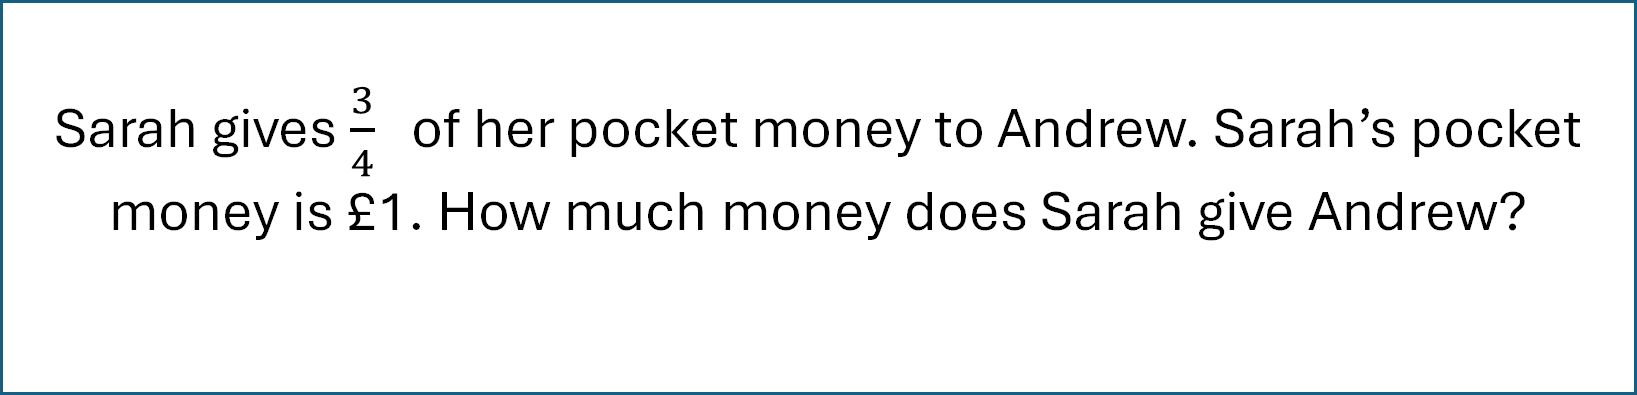 Sarah gives 3/4 of her pocket money to Andrew. Sarah’s pocket
money is £1. How much money does Sarah give Andrew?